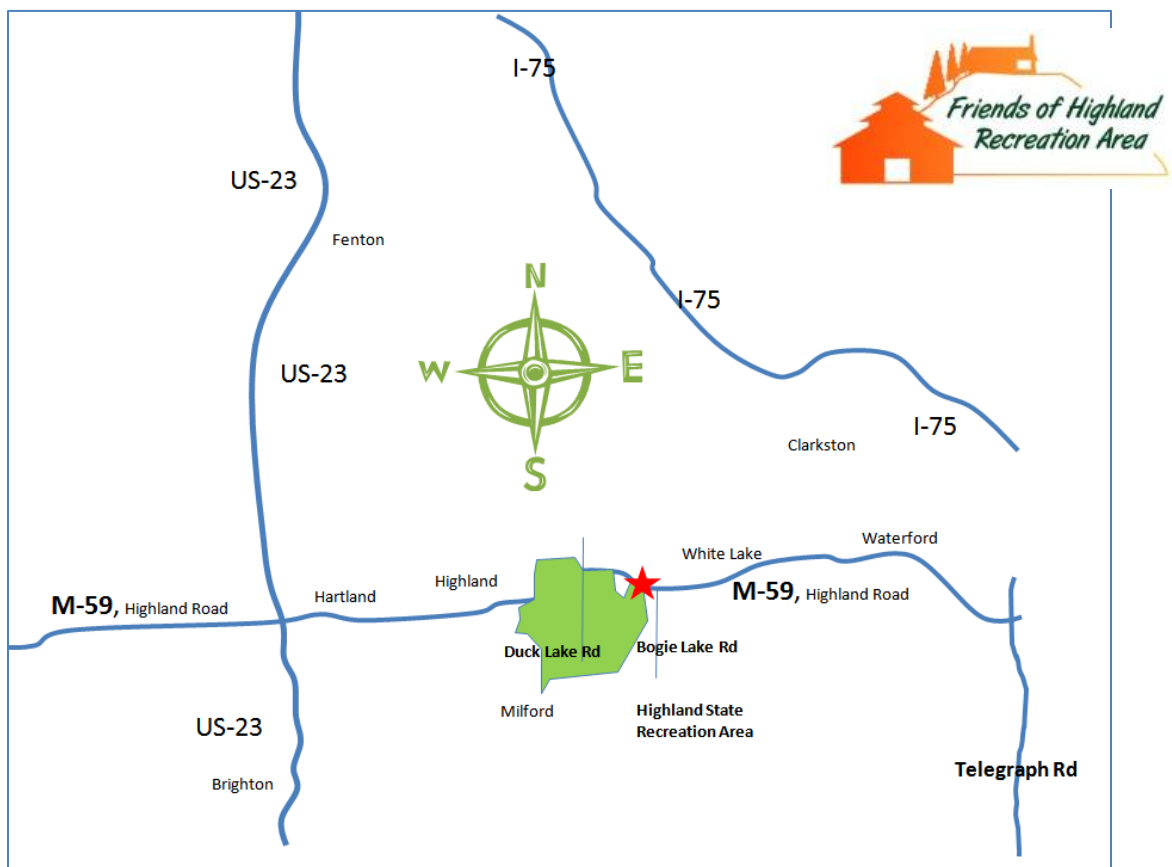 I-75
Friends of Highland
Recreation Area
US-23
Fenton
N
I-75
W
E
US-23
S
I-75
Clarkston
Waterford
White Lake
Highland
M-59, Highland Road
Hartland
M-59, Highland Road
Duck Lake Rd
Bogie Lake Rd
Milford
Highland State
Recreation Area
US-23
Brighton
Telegraph Rd